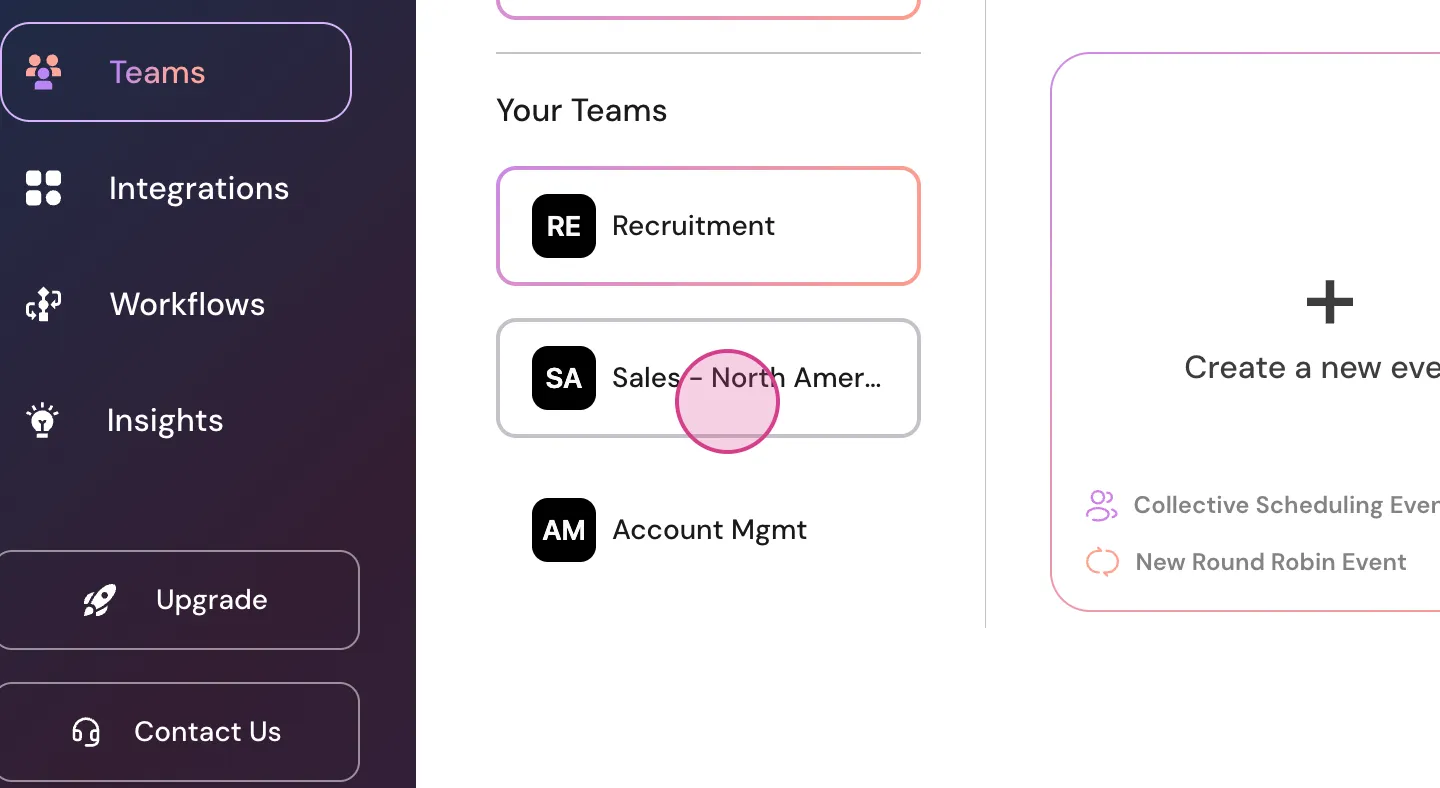 Teams
Integrations
Workflows
Insights
Upgrade
Contact Us
Your Teams
RE Recruitment
SA Sales - North Amer...
AM Account Mgmt
Create a new eve
Collective Scheduling Even
New Round Robin Event